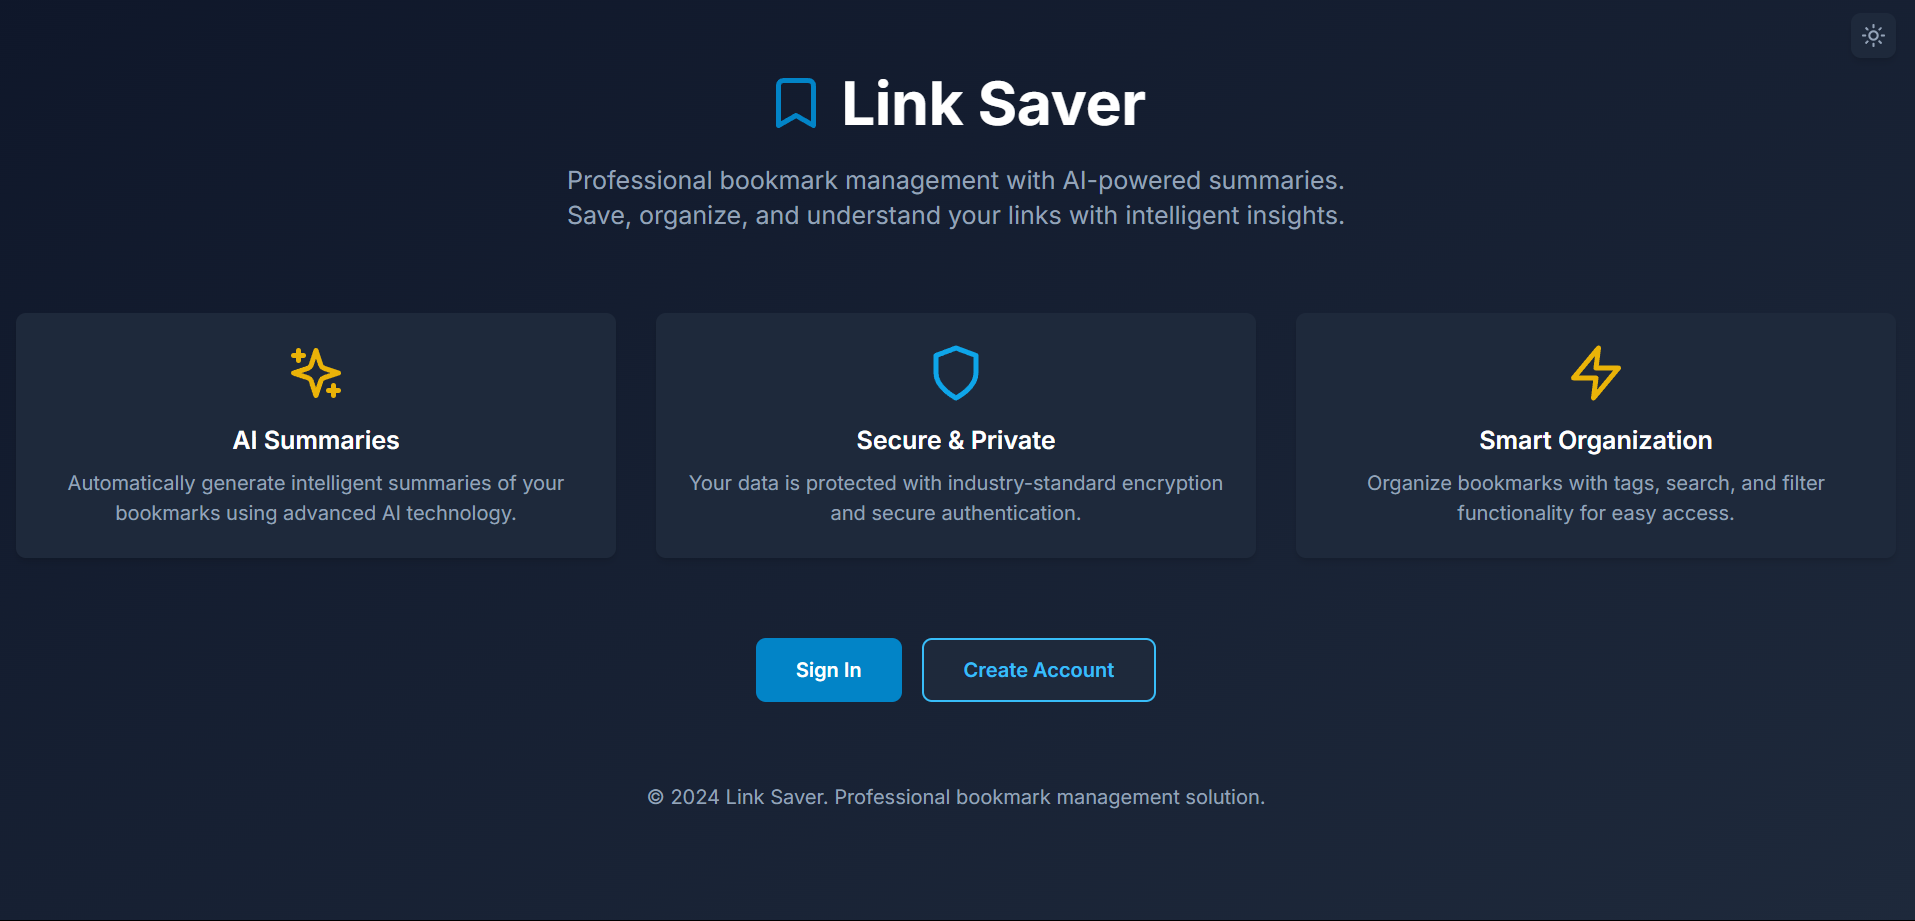 Link Saver
Professional bookmark management with AI-powered summaries.
Save, organize, and understand your links with intelligent insights.
AI Summaries
Automatically generate intelligent summaries of your
bookmarks using advanced AI technology.
Secure & Private
Your data is protected with industry-standard encryption
and secure authentication.
Smart Organization
Organize bookmarks with tags, search, and filter
functionality for easy access.
Sign In
Create Account
© 2024 Link Saver. Professional bookmark management solution.